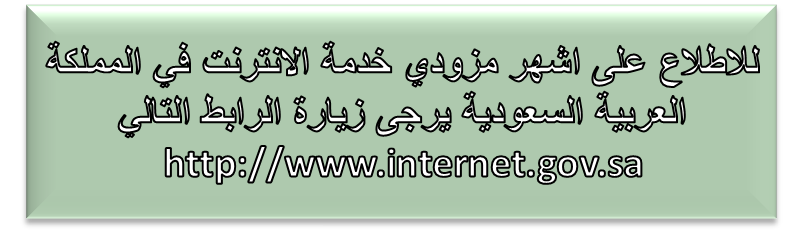 للاطلاع على اشهر مزودي خدمة الانترنت في المملكة
العربية السعودية يرجى زيارة الرابط التالي
http://www.internet.gov.sa